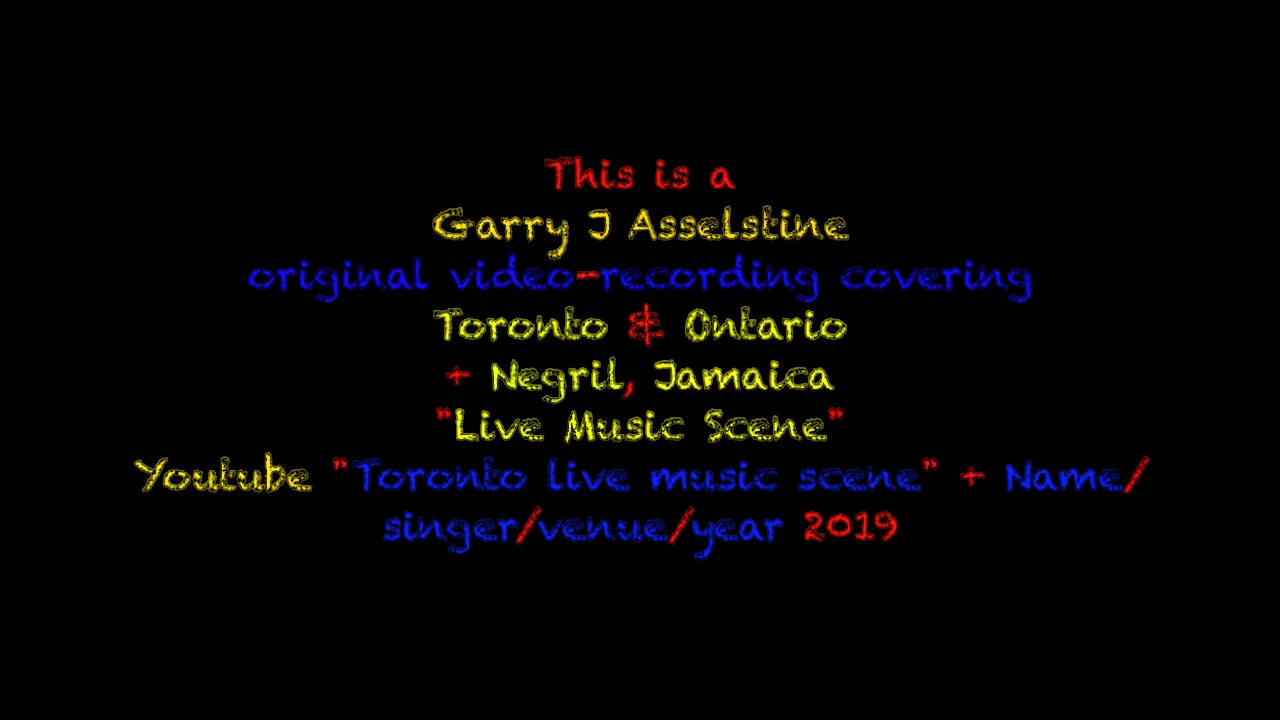 This is a
Garry J Asselstine
original video-recording covering
Toronto & Ontario
+ Negril, Jamaica
"Live Music Scene"
Youtube "Toronto live music scene" + Name/
singer/venue/year 2019